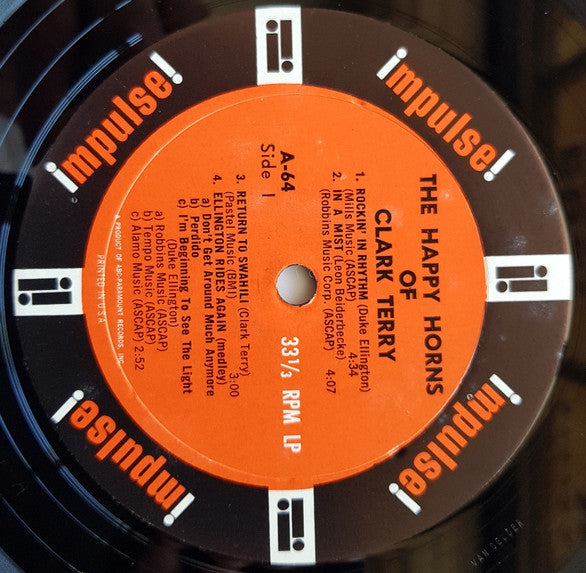 impulse!
impulse!
impulse!
impulse!
THE HAPPY HORNS
OF
CLARK TERRY
1. ROCKIN' IN RHYTHM (Duke Ellington)
(Mills Music (ASCAP) 4:34
2. IN A MIST (Leon Beiderbecke)
(Robbins Music Corp. (ASCAP) 4:07
A-64
Side 1
33 1/3 RPM LP
3. RETURN TO SWAHILI (Clark Terry)
(Pastel Music (BMI) 3:00
4. ELLINGTON RIDES AGAIN (medley)
a) Don't Get Around Much Anymore
b) Perdido
c) I'm Beginning To See The Light
(Duke Ellington)
a) Robbins Music (ASCAP)
b) Tempo Music (ASCAP)
c) Alamo Music (ASCAP) 2:52
A PRODUCT OF ABC-PARAMOUNT RECORDS, INC.
PRINTED IN U.S.A.
i!
i!
i!
i!
VAN GELDER